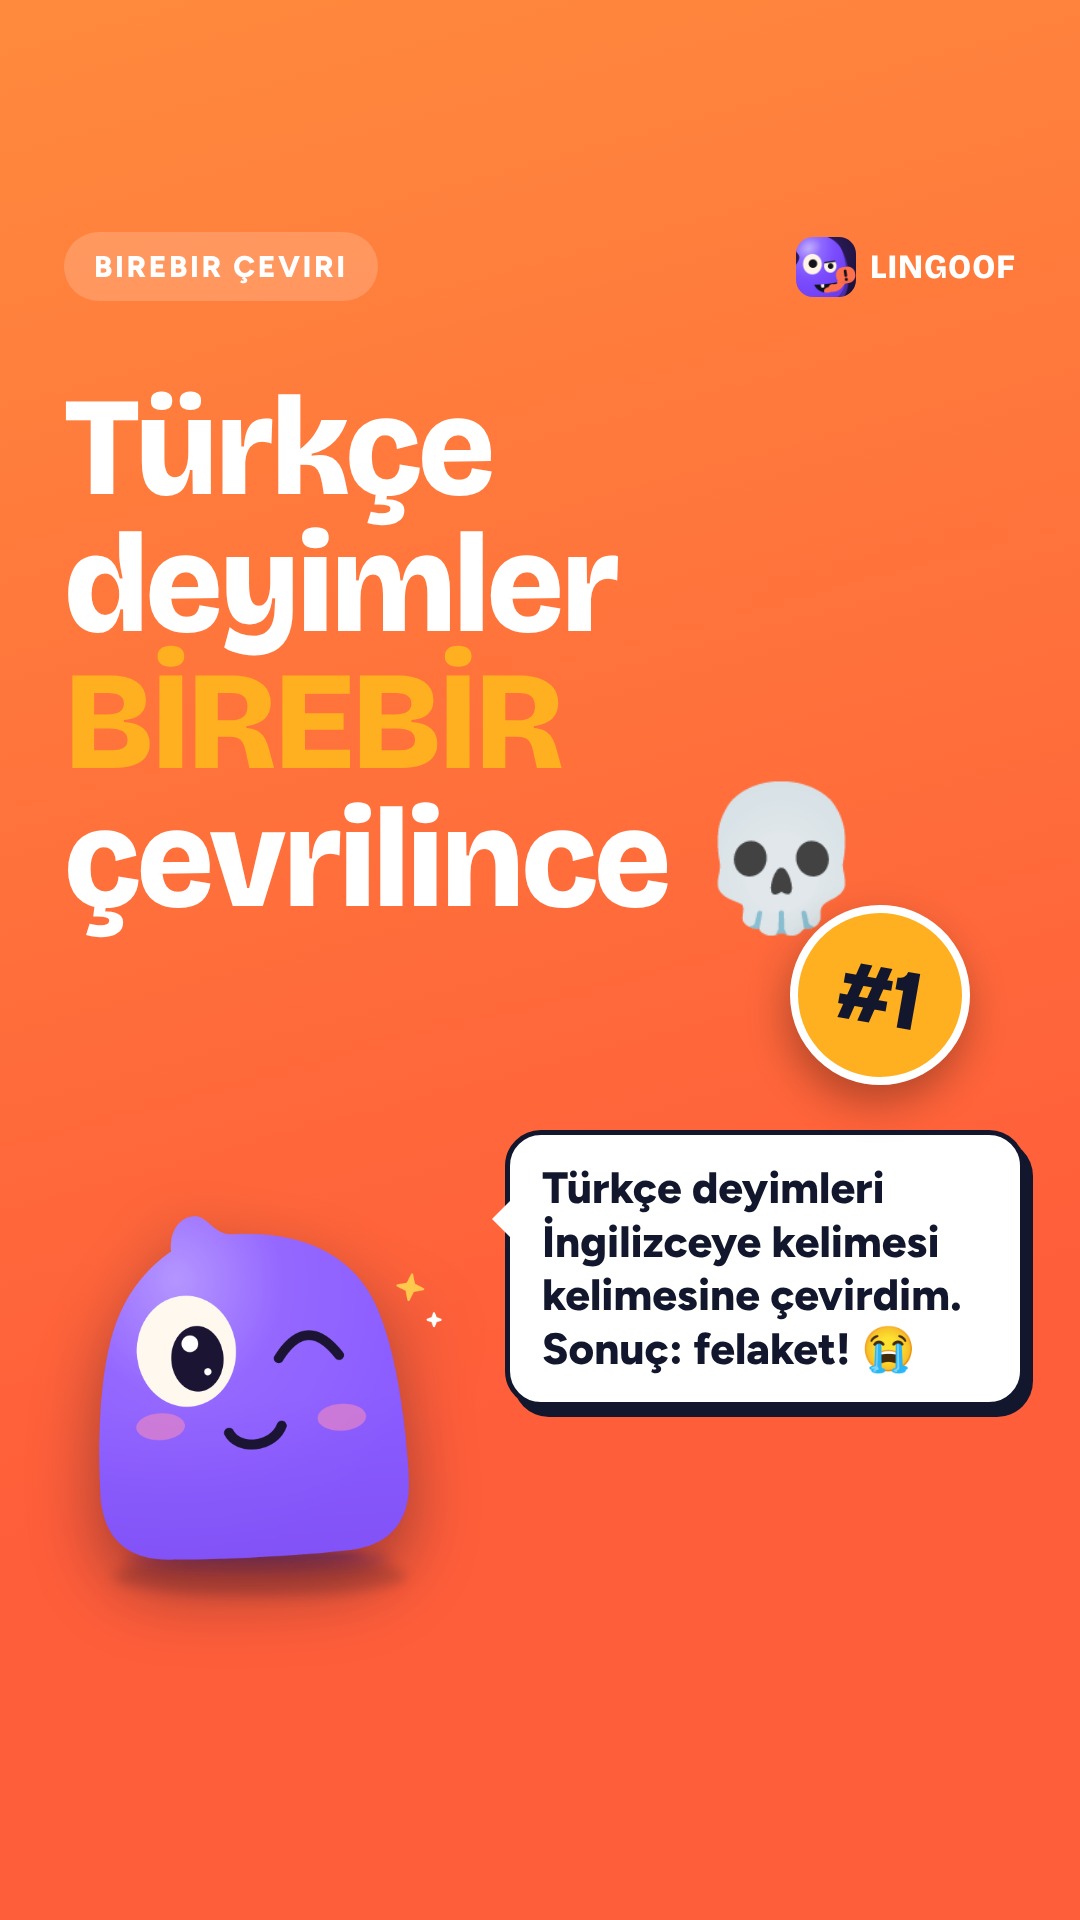 BIREBIR ÇEVIRI
LINGOOF
Türkçe
deyimler
BİREBİR
çevrilince 💀
#1
Türkçe deyimleri
İngilizceye kelimesi
kelimesine çevirdim.
Sonuç: felaket! 😭